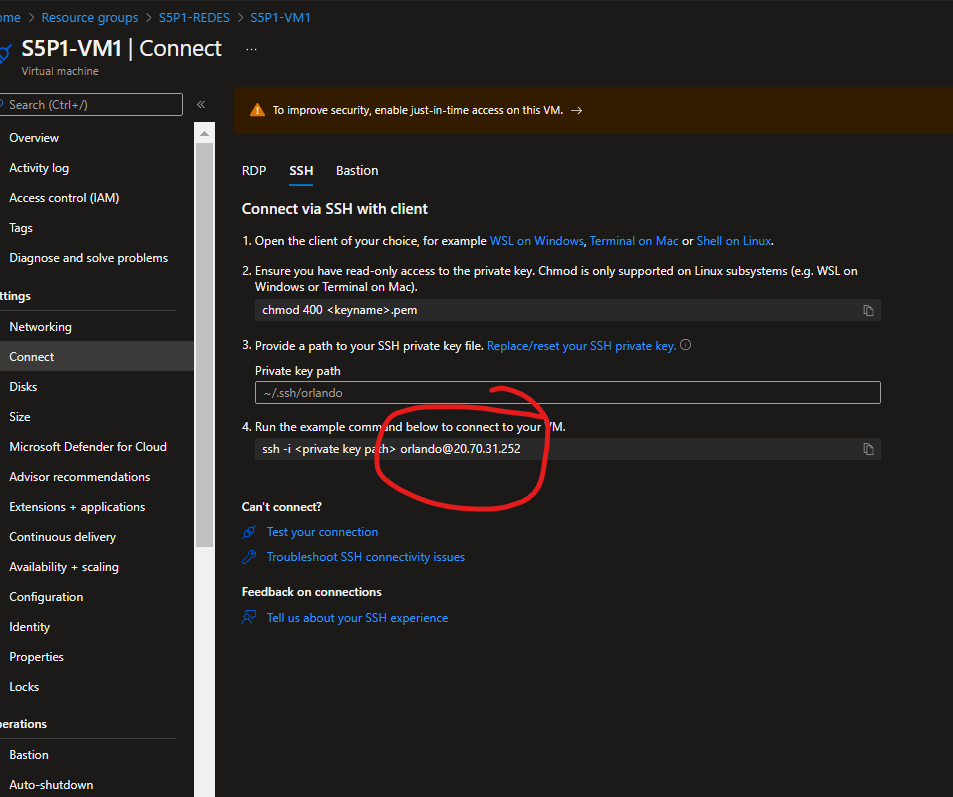 ome > Resource groups > S5P1-REDES > S5P1-VM1
S5P1-VM1 | Connect ...
Virtual machine
Search (Ctrl+/) «
Overview
Activity log
Access control (IAM)
Tags
Diagnose and solve problems
ttings
Networking
Connect
Disks
Size
Microsoft Defender for Cloud
Advisor recommendations
Extensions + applications
Continuous delivery
Availability + scaling
Configuration
Identity
Properties
Locks
perations
Bastion
Auto-shutdown
To improve security, enable just-in-time access on this VM. →
RDP SSH Bastion
Connect via SSH with client
1. Open the client of your choice, for example WSL on Windows, Terminal on Mac or Shell on Linux.
2. Ensure you have read-only access to the private key. Chmod is only supported on Linux subsystems (e.g. WSL on
Windows or Terminal on Mac).
chmod 400 <keyname>.pem
3. Provide a path to your SSH private key file. Replace/reset your SSH private key.
Private key path
~/.ssh/orlando
4. Run the example command below to connect to your VM.
ssh -i <private key path> orlando@20.70.31.252
Can't connect?
Test your connection
Troubleshoot SSH connectivity issues
Feedback on connections
Tell us about your SSH experience